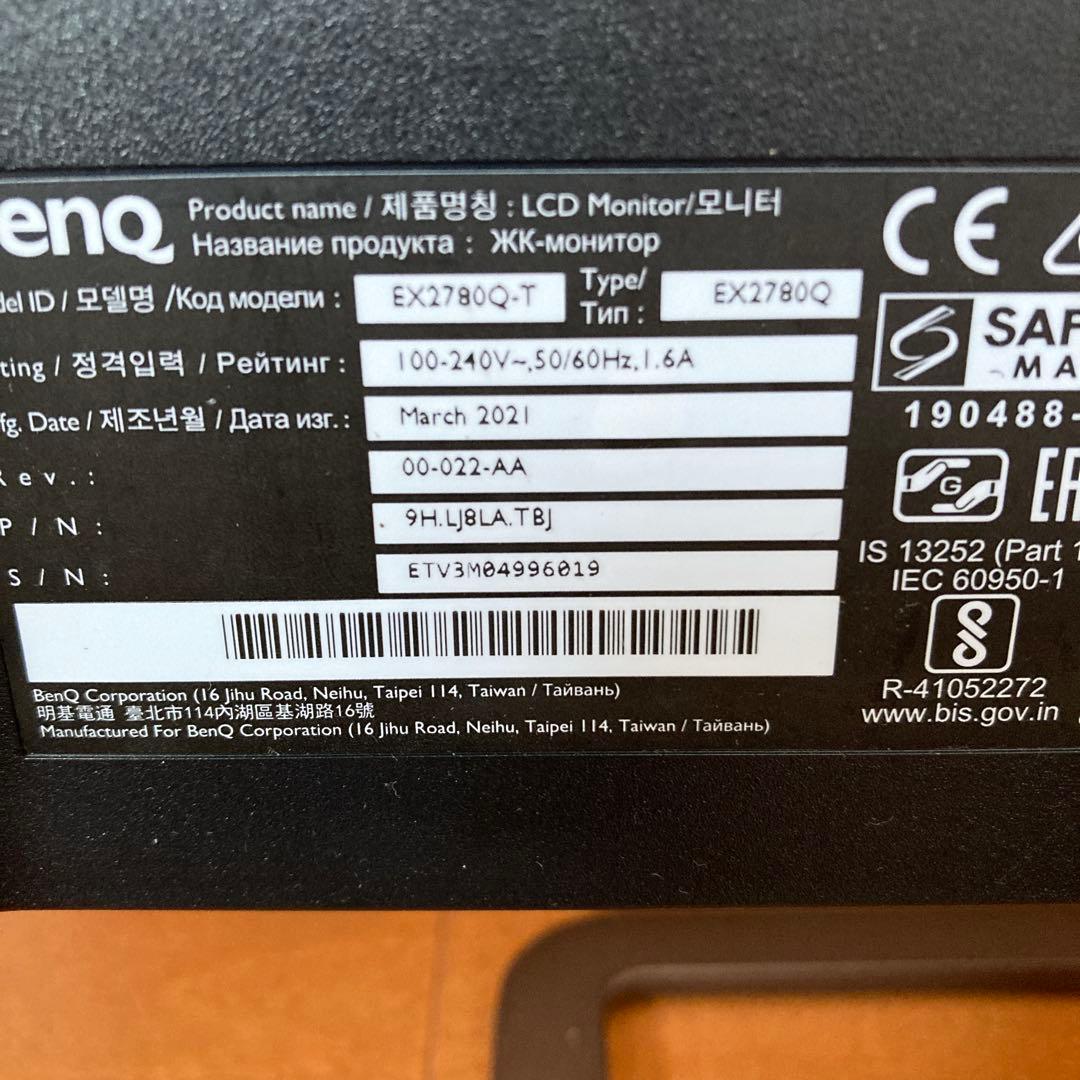 enQ
Product name / 제품명칭 : LCD Monitor/모니터
Название продукта : ЖК-монитор
del ID / 모델명 /Код модели : EX2780Q-T Type/ Тип : EX2780Q
ting / 정격입력 / Рейтинг : 100-240V~,50/60Hz,1.6A
fg. Date / 제조년월 / Дата изг. : March 2021
Rev. : 00-022-AA
P/N : 9H.LJ8LA.TBJ
S/N : ETV3M04996019
BenQ Corporation (16 Jihu Road, Neihu, Taipei 114, Taiwan / Тайвань)
明基電通 臺北市114內湖區基湖路16號
Manufactured For BenQ Corporation (16 Jihu Road, Neihu, Taipei 114, Taiwan / Тайвань)
CE
SAF
MA
190488-
G
EA
IS 13252 (Part 1
IEC 60950-1
R-41052272
www.bis.gov.in